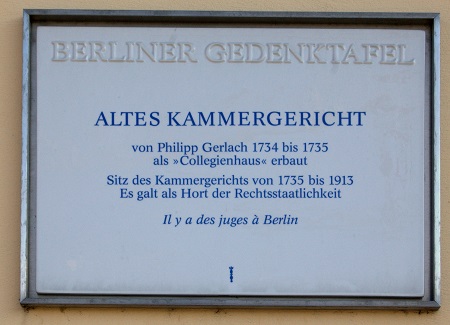 BERLINER GEDENKTAFEL
ALTES KAMMERGERICHT
von Philipp Gerlach 1734 bis 1735
als »Collegienhaus« erbaut
Sitz des Kammergerichts von 1735 bis 1913
Es galt als Hort der Rechtsstaatlichkeit
Il y a des juges à Berlin